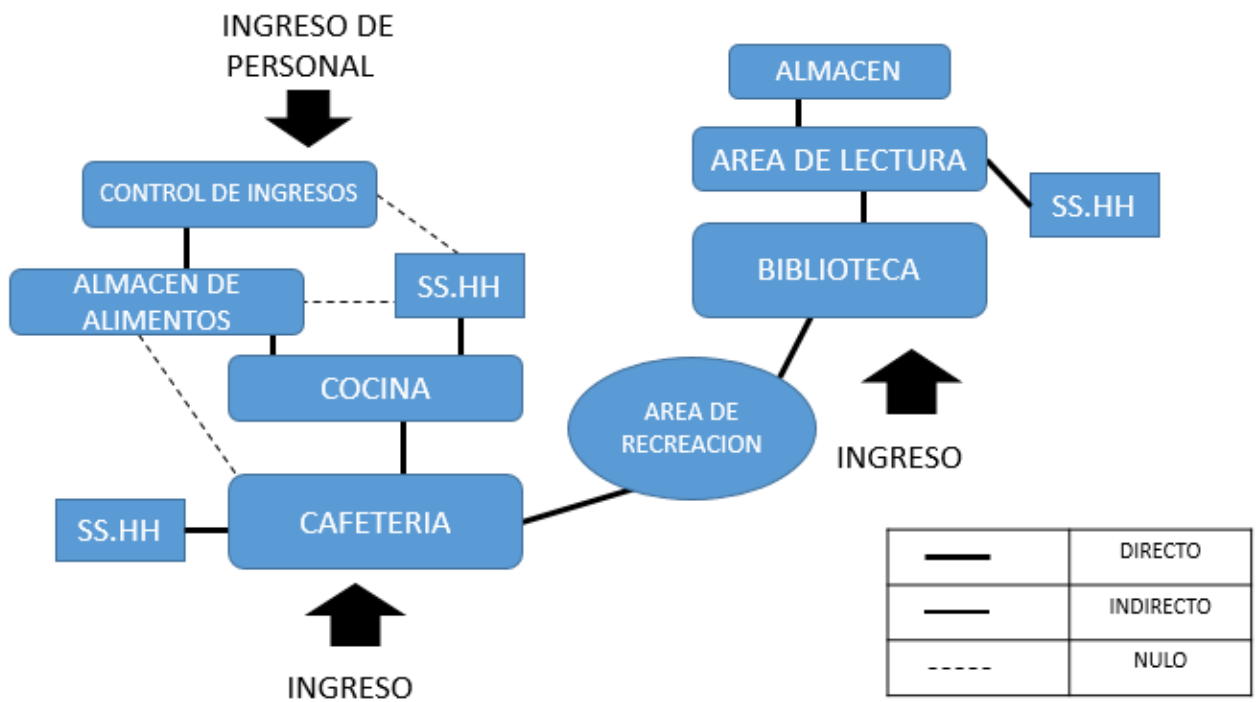 INGRESO DE
PERSONAL
ALMACEN
AREA DE LECTURA
CONTROL DE INGRESOS
SS.HH
BIBLIOTECA
ALMACEN DE
ALIMENTOS
SS.HH
COCINA
AREA DE
RECREACION
INGRESO
SS.HH
CAFETERIA
INGRESO
DIRECTO
INDIRECTO
NULO